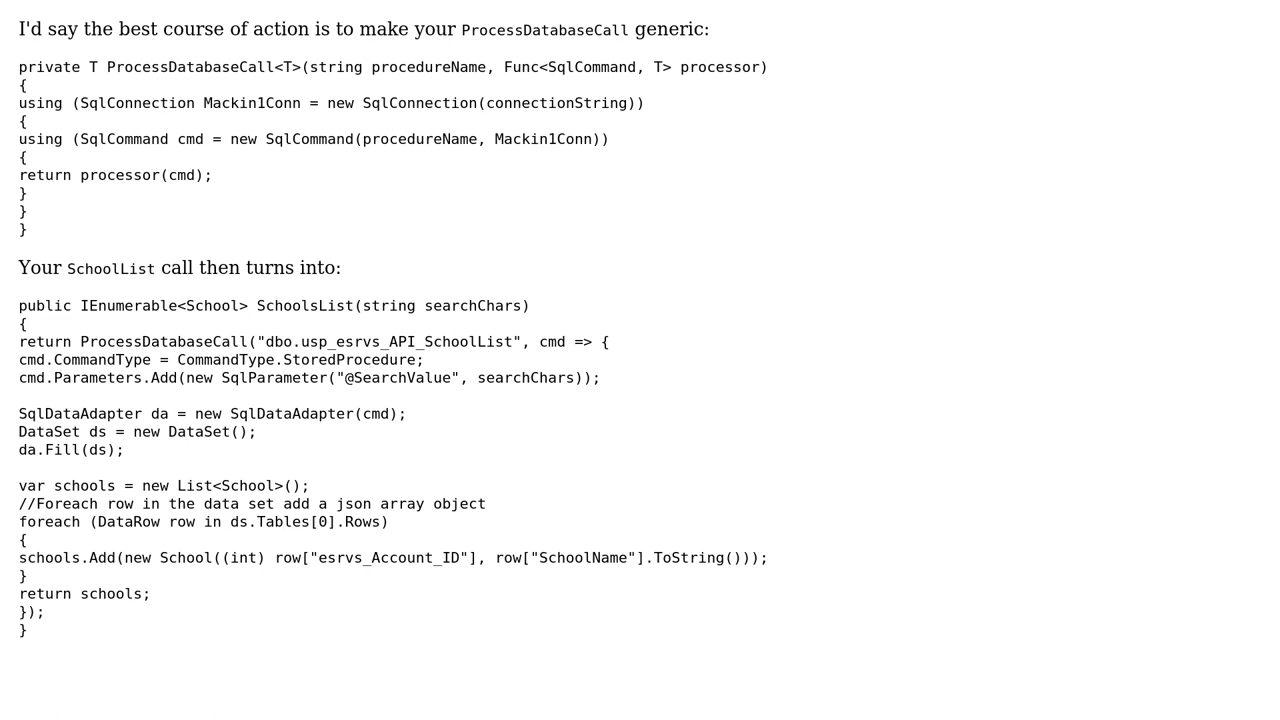 I'd say the best course of action is to make your ProcessDatabaseCall generic:
private T ProcessDatabaseCall<T>(string procedureName, Func<SqlCommand, T> processor)
{
using (SqlConnection Mackin1Conn = new SqlConnection(connectionString))
{
using (SqlCommand cmd = new SqlCommand(procedureName, Mackin1Conn))
{
return processor(cmd);
}
}
}
Your SchoolList call then turns into:
public IEnumerable<School> SchoolsList(string searchChars)
{
return ProcessDatabaseCall("dbo.usp_esrvs_API_SchoolList", cmd => {
cmd.CommandType = CommandType.StoredProcedure;
cmd.Parameters.Add(new SqlParameter("@SearchValue", searchChars));
SqlDataAdapter da = new SqlDataAdapter(cmd);
DataSet ds = new DataSet();
da.Fill(ds);
var schools = new List<School>();
//Foreach row in the data set add a json array object
foreach (DataRow row in ds.Tables[0].Rows)
{
schools.Add(new School((int) row["esrvs_Account_ID"], row["SchoolName"].ToString()));
}
return schools;
});
}